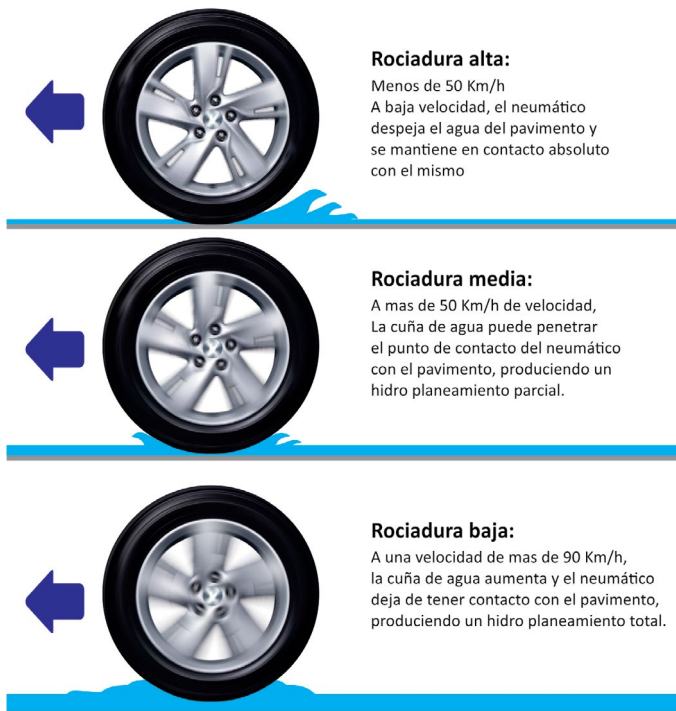 Rociadura alta:
Menos de 50 Km/h
A baja velocidad, el neumático
despeja el agua del pavimento y
se mantiene en contacto absoluto
con el mismo
Rociadura media:
A mas de 50 Km/h de velocidad,
La cuña de agua puede penetrar
el punto de contacto del neumático
con el pavimento, produciendo un
hidro planeamiento parcial.
Rociadura baja:
A una velocidad de mas de 90 Km/h,
la cuña de agua aumenta y el neumático
deja de tener contacto con el pavimento,
produciendo un hidro planeamiento total.